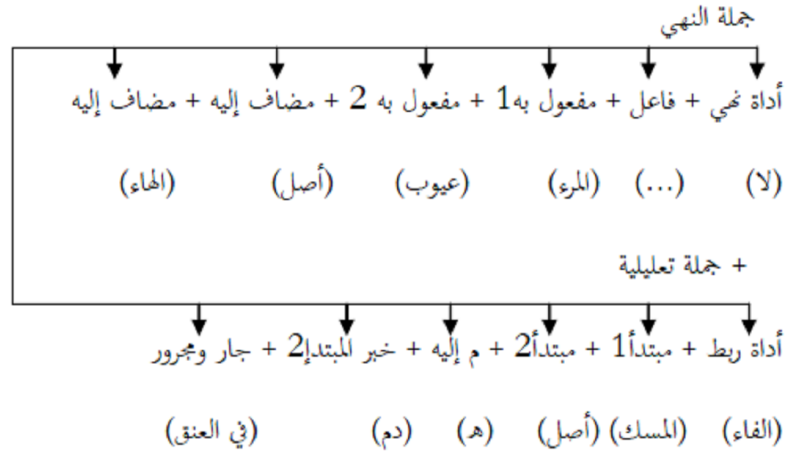 جملة النهي
أداة نهي + فاعل + مفعول به1 + مفعول به 2 + مضاف إليه + مضاف إليه
(لا) (...) (المرء) (عيوب) (أصل) (الهاء)
+ جملة تعليلية
أداة ربط + مبتدأ1 + مبتدأ2 + م إليه + خبر المبتدإ2 + جار ومجرور
(الفاء) (المسك) (أصل) (ه) (دم) (في العنق)